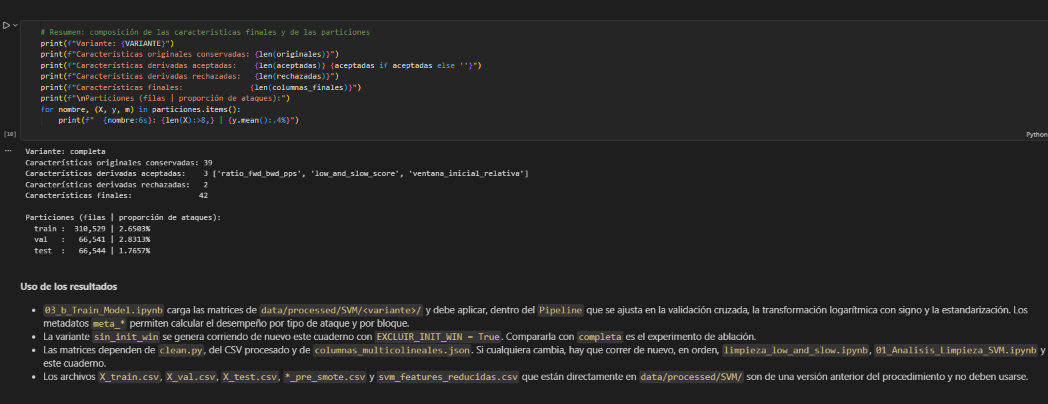 # Resumen: composición de las características finales y de las particiones
print(f"Variante: {VARIANTE}")
print(f"Características originales conservadas: {len(originales)}")
print(f"Características derivadas aceptadas:    {len(aceptadas)} {aceptadas if aceptadas else ''}")
print(f"Características derivadas rechazadas:   {len(rechazadas)}")
print(f"Características finales:                {len(columnas_finales)}")
print(f"\nParticiones (filas | proporción de ataques):")
for nombre, (X, y, m) in particiones.items():
    print(f"  {nombre:6s}: {len(X):>8,} | {y.mean():.4%}")
[10]
Python
...
Variante: completa
Características originales conservadas: 39
Características derivadas aceptadas:    3 ['ratio_fwd_bwd_pps', 'low_and_slow_score', 'ventana_inicial_relativa']
Características derivadas rechazadas:   2
Características finales:                42
Particiones (filas | proporción de ataques):
  train :  310,529 | 2.6503%
  val   :   66,541 | 2.8313%
  test  :   66,544 | 1.7657%
Uso de los resultados
• 03_b_Train_Model.ipynb carga las matrices de data/processed/SVM/<variante>/ y debe aplicar, dentro del Pipeline que se ajusta en la validación cruzada, la transformación logarítmica con signo y la estandarización. Los
metadatos meta_* permiten calcular el desempeño por tipo de ataque y por bloque.
• La variante sin_init_win se genera corriendo de nuevo este cuaderno con EXCLUIR_INIT_WIN = True. Compararla con completa es el experimento de ablación.
• Las matrices dependen de clean.py, del CSV procesado y de columnas_multicolineales.json. Si cualquiera cambia, hay que correr de nuevo, en orden, limpieza_low_and_slow.ipynb, 01_Analisis_Limpieza_SVM.ipynb y
este cuaderno.
• Los archivos X_train.csv, X_val.csv, X_test.csv, *_pre_smote.csv y svm_features_reducidas.csv que están directamente en data/processed/SVM/ son de una versión anterior del procedimiento y no deben usarse.